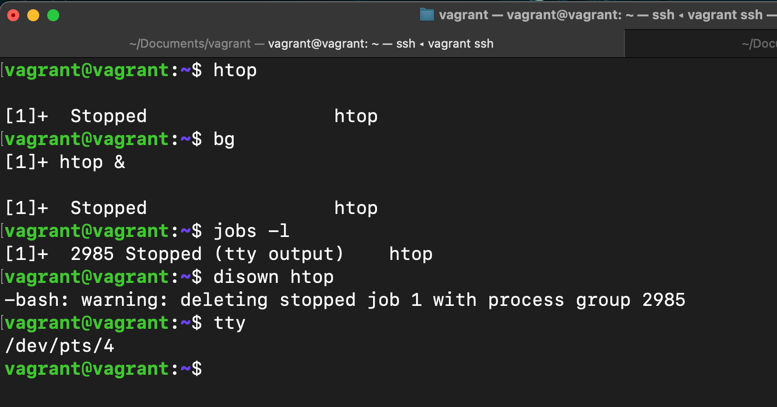 vagrant — vagrant@vagrant: ~ — ssh ◂ vagrant ssh —
~/Documents/vagrant — vagrant@vagrant: ~ — ssh ◂ vagrant ssh
~/Doc
[vagrant@vagrant:~$ htop
[1]+  Stopped                 htop
[vagrant@vagrant:~$ bg
[1]+ htop &
[1]+  Stopped                 htop
[vagrant@vagrant:~$ jobs -l
[1]+  2985 Stopped (tty output)    htop
[vagrant@vagrant:~$ disown htop
-bash: warning: deleting stopped job 1 with process group 2985
[vagrant@vagrant:~$ tty
/dev/pts/4
vagrant@vagrant:~$